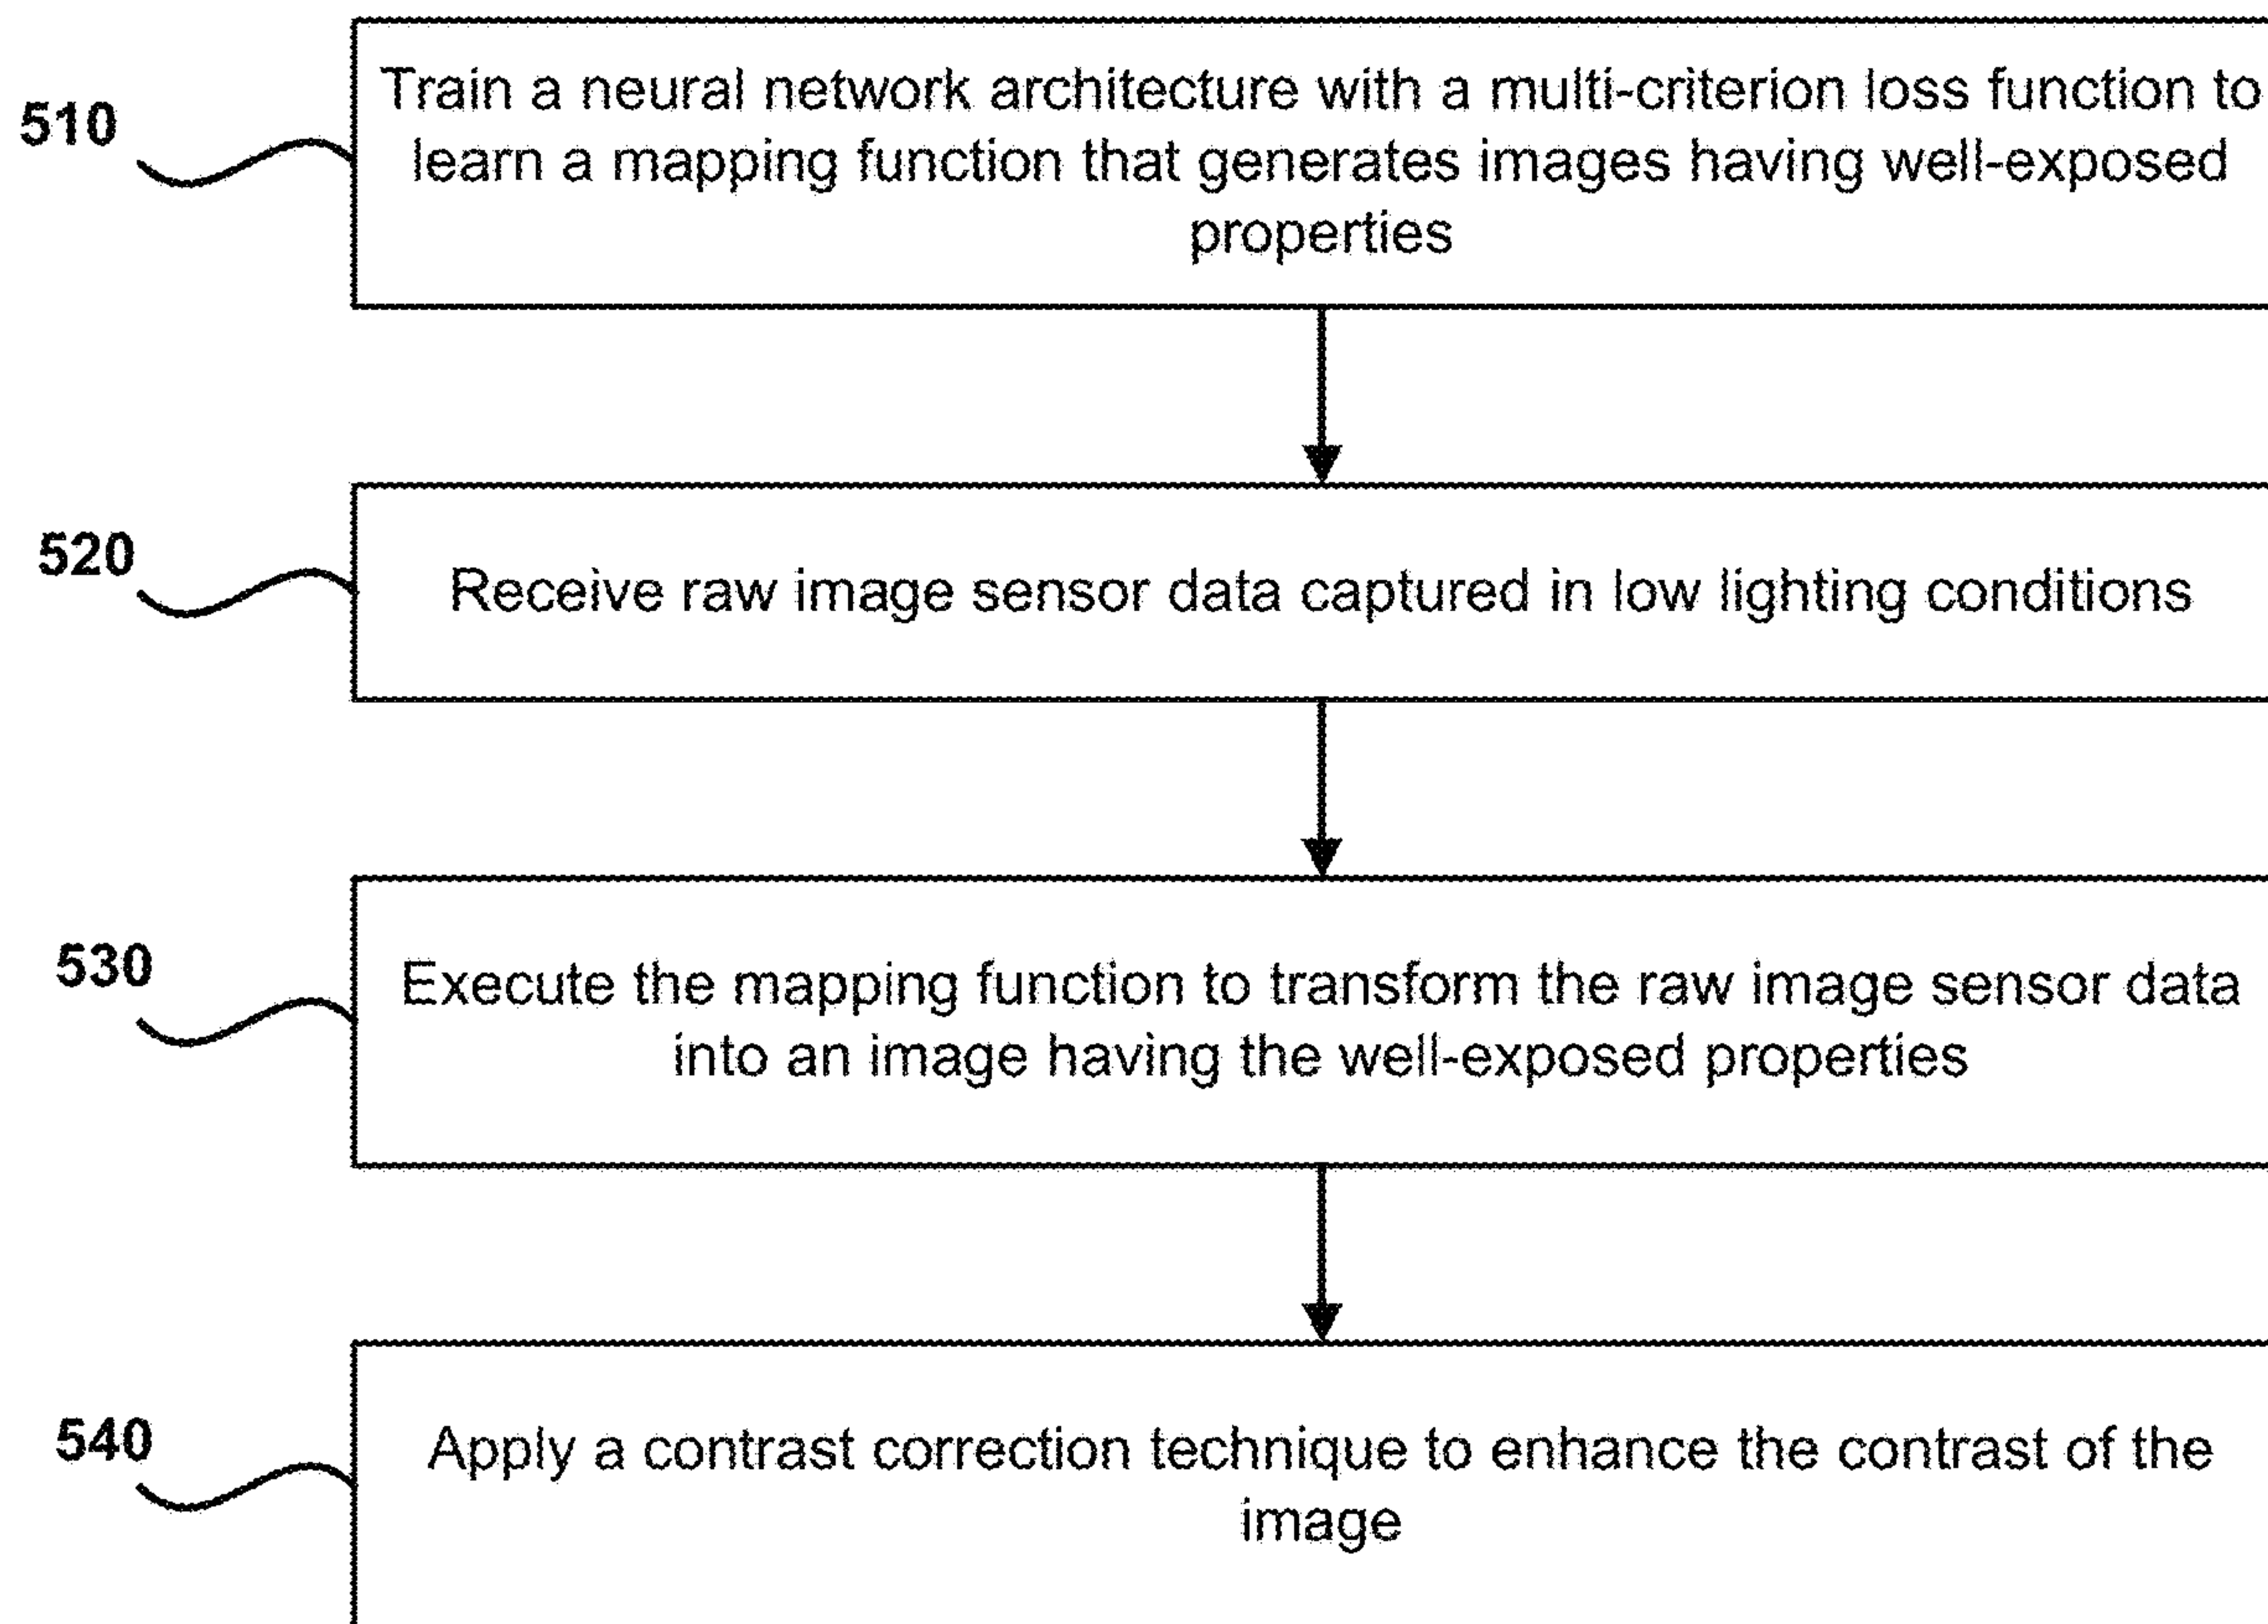 510
Train a neural network architecture with a multi-criterion loss function to
learn a mapping function that generates images having well-exposed
properties
520
Receive raw image sensor data captured in low lighting conditions
530
Execute the mapping function to transform the raw image sensor data
into an image having the well-exposed properties
540
Apply a contrast correction technique to enhance the contrast of the
image